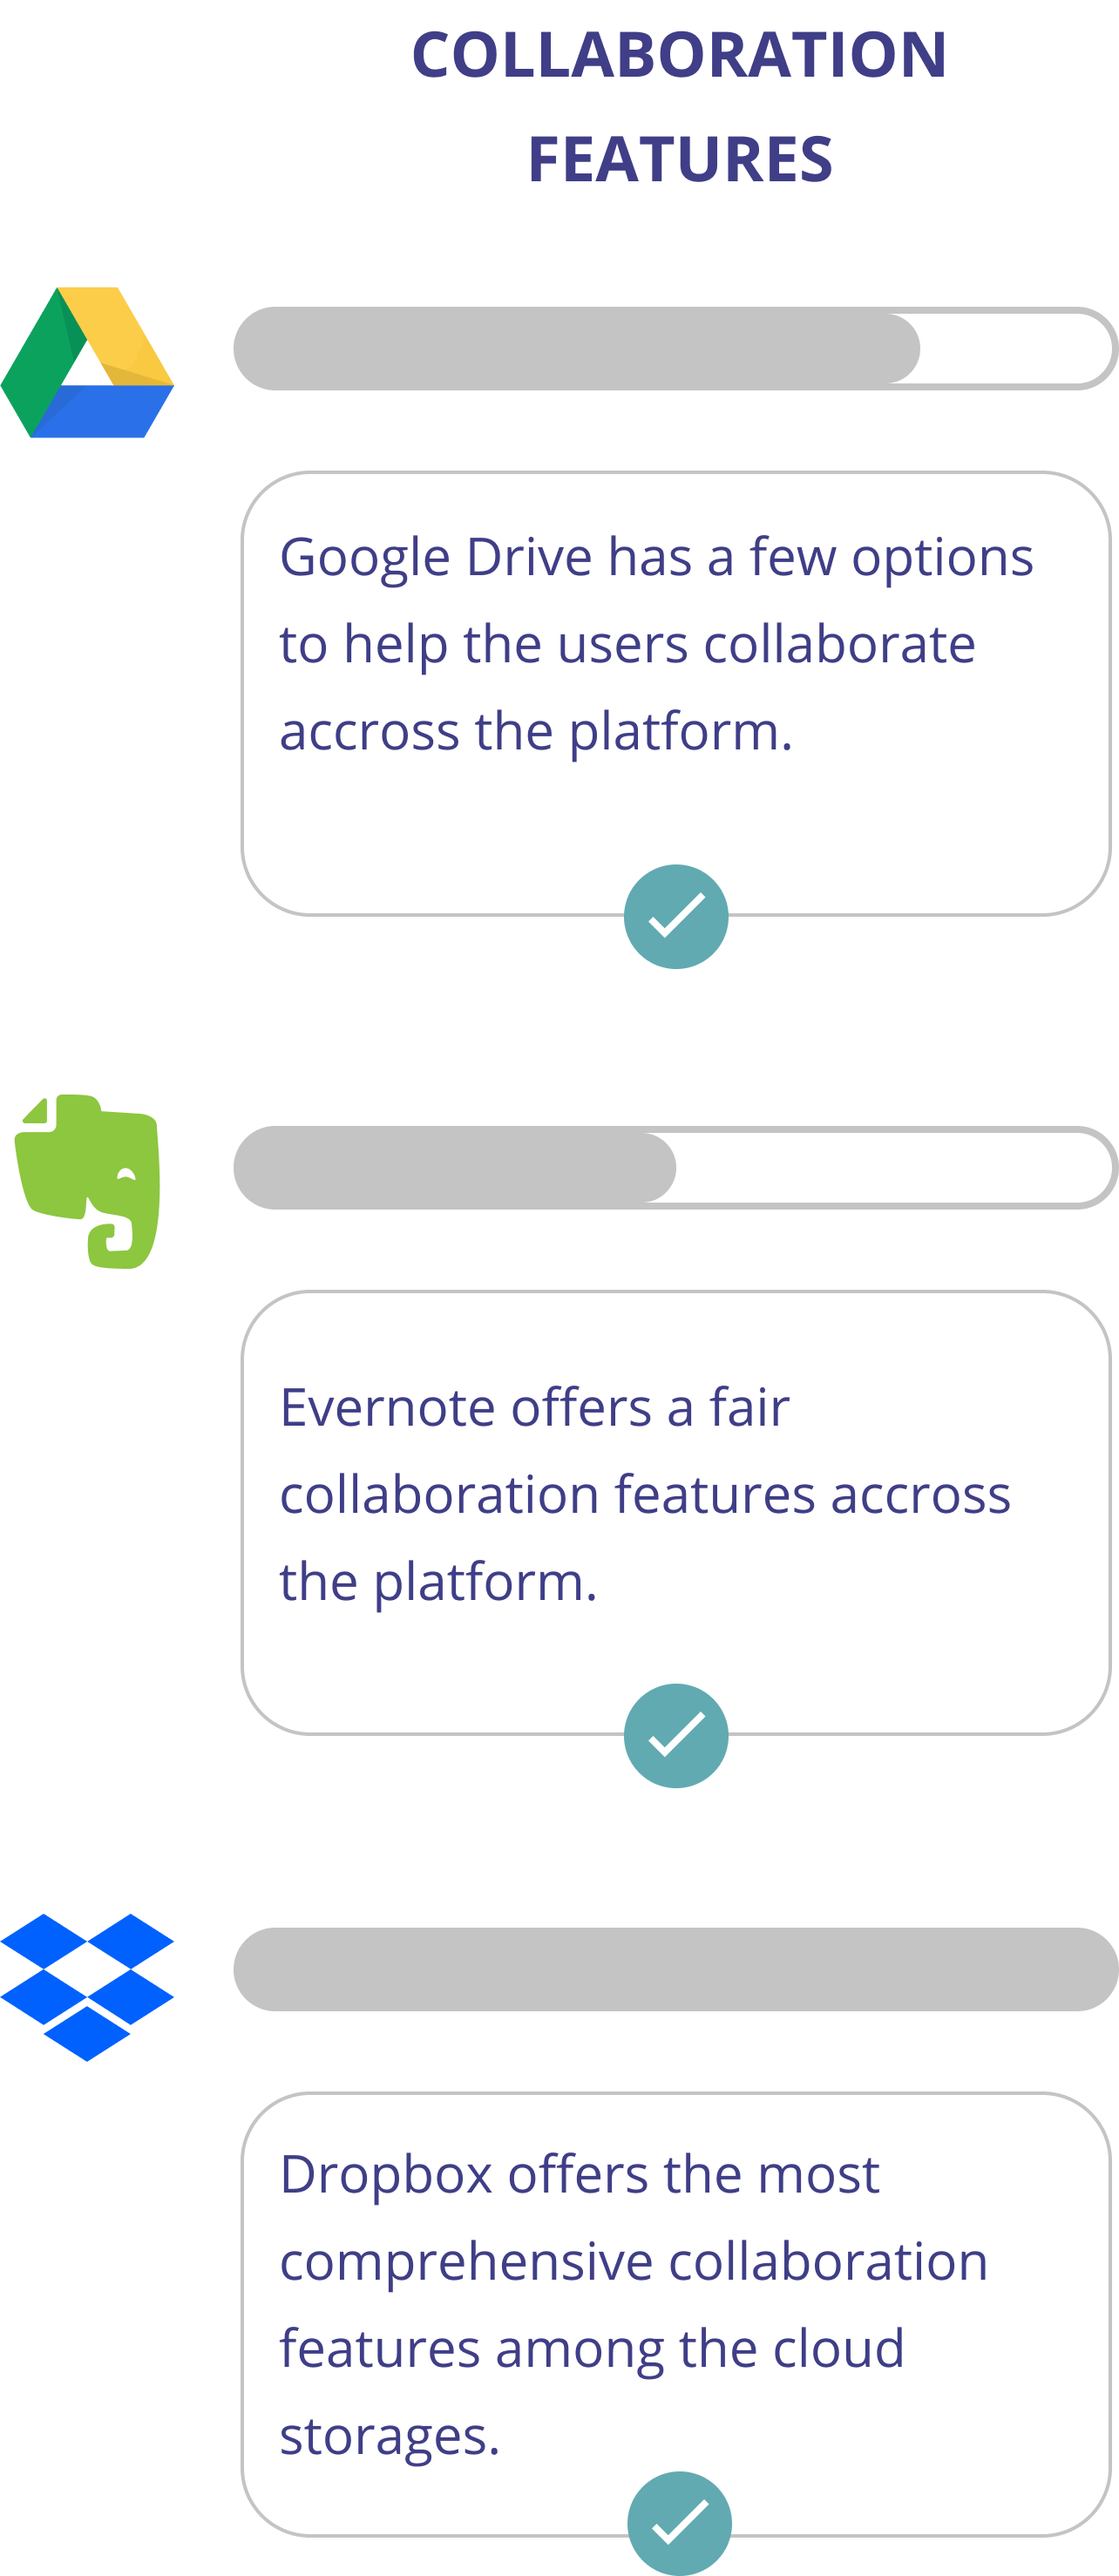 COLLABORATION
FEATURES
Google Drive has a few options
to help the users collaborate
accross the platform.
Evernote offers a fair
collaboration features accross
the platform.
Dropbox offers the most
comprehensive collaboration
features among the cloud
storages.